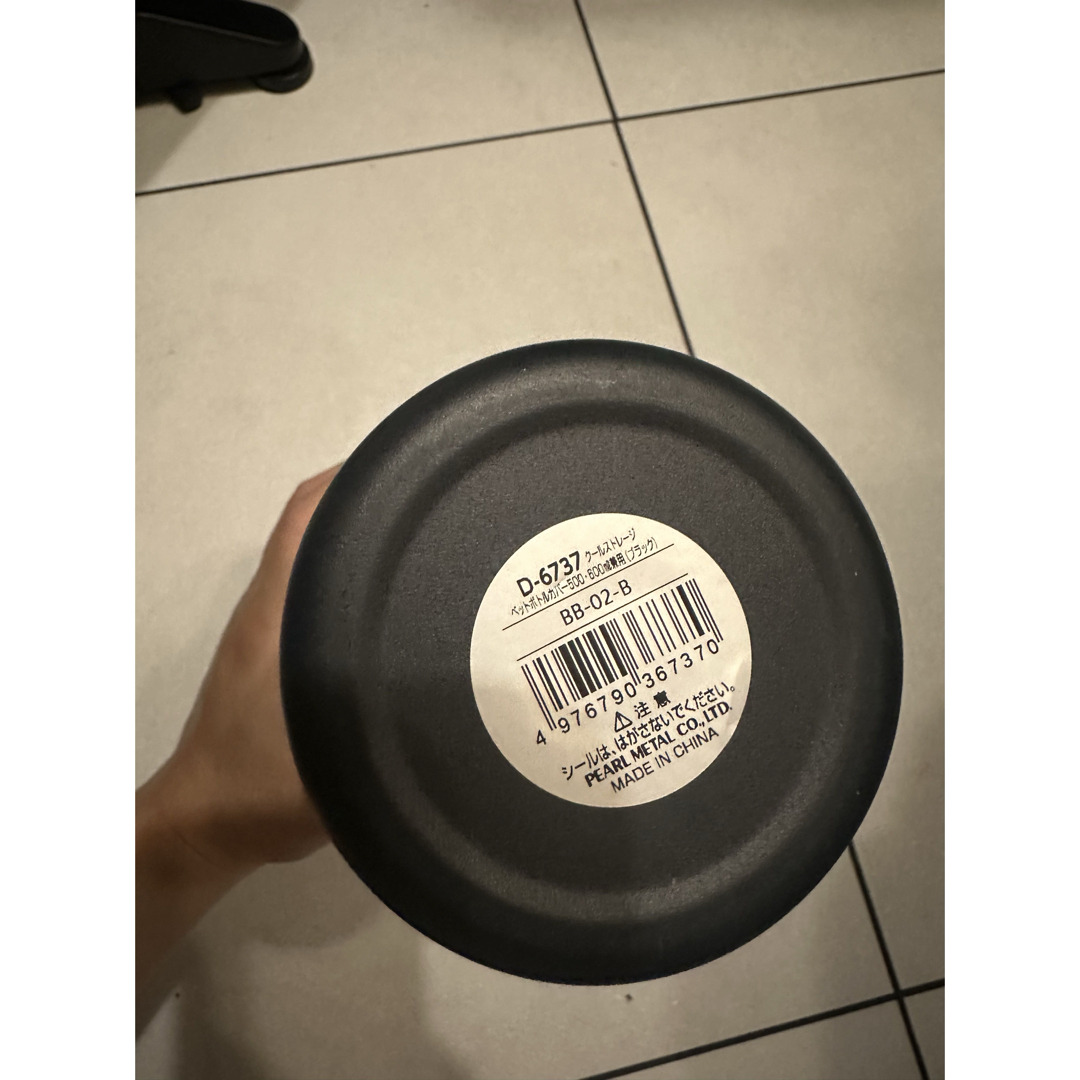 D-6737 クールストレージ
ペットボトルカバー500・600㎖兼用(ブラック)
BB-02-B
4 976790 367370
⚠ 注意
シールは、はがさないでください。
PEARL METAL CO.,LTD.
MADE IN CHINA